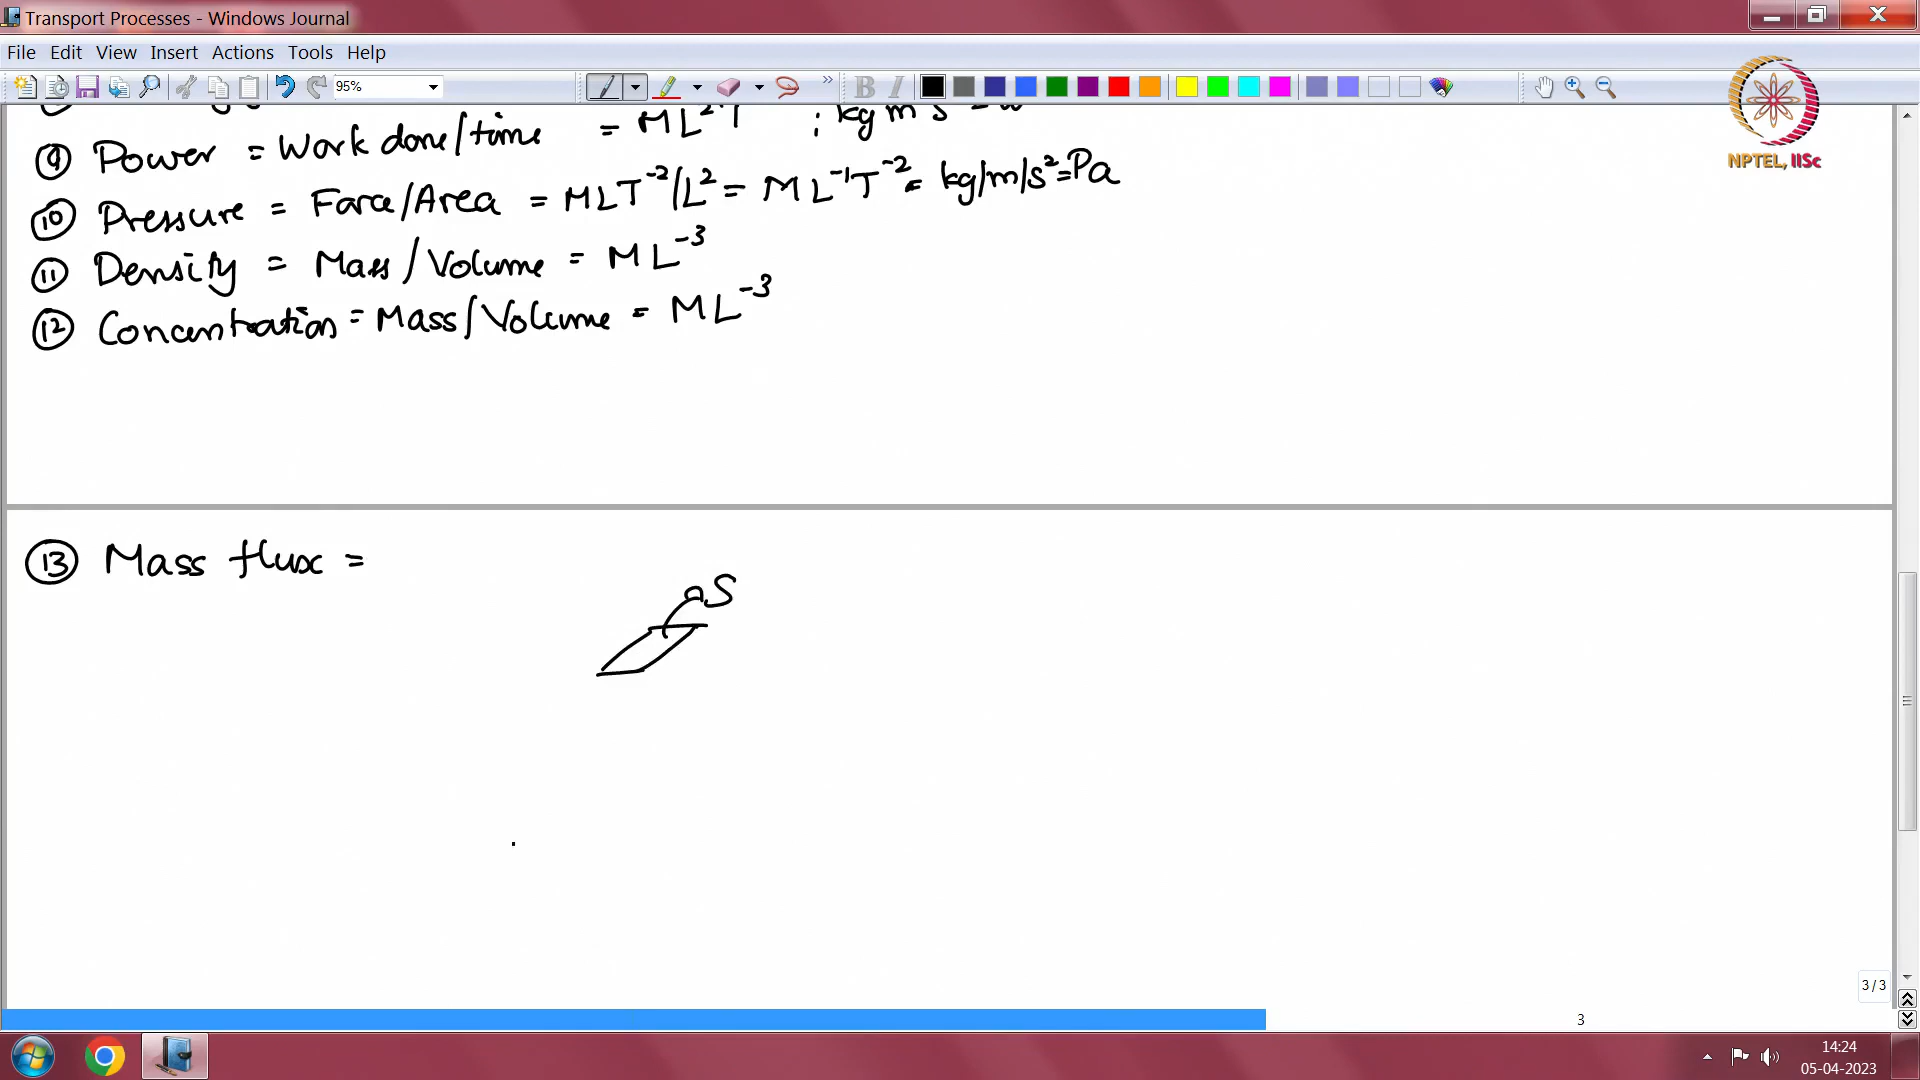 Transport Processes - Windows Journal
File Edit View Insert Actions Tools Help
95%
NPTEL, IISc
⑨ Power = Work done/time = ML²T ; kg m s = W
⑩ Pressure = Force/Area = MLT⁻²/L² = ML⁻¹T⁻² = kg/m/s² = Pa
⑪ Density = Mass/Volume = ML⁻³
⑫ Concentration = Mass/Volume = ML⁻³
⑬ Mass flux =
S
3 / 3
3
14:24
05-04-2023